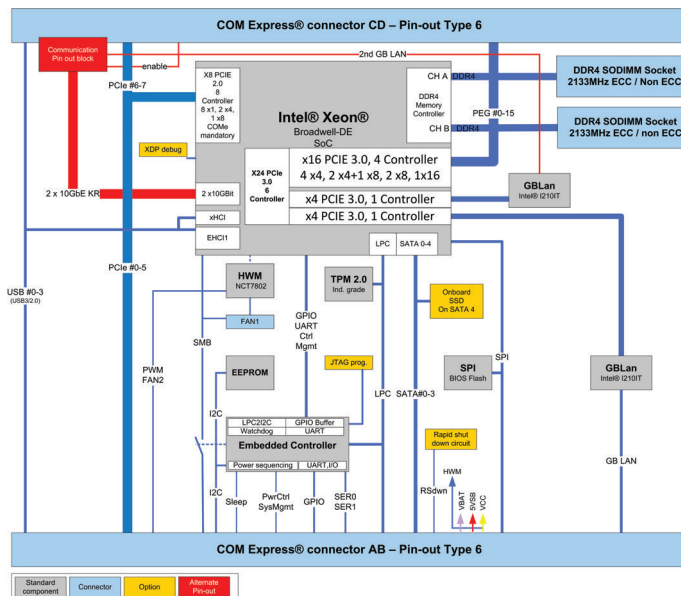 COM Express® connector CD – Pin-out Type 6
Communication
Pin out block
enable
2nd GB LAN
PCIe #6-7
X8 PCIE
2.0
8
Controller
8 x1, 2 x4,
1 x8
COMe
mandatory
Intel® Xeon®
Broadwell-DE
SoC
CH A
DDR4
DDR4
Memory
Controller
CH B
DDR4
PEG #0-15
DDR4 SODIMM Socket
2133MHz ECC / Non ECC
DDR4 SODIMM Socket
2133MHz ECC / non ECC
XDP debug
X24 PCIe
3.0
6
Controller
x16 PCIE 3.0, 4 Controller
4 x4, 2 x4+1 x8, 2 x8, 1x16
x4 PCIE 3.0, 1 Controller
x4 PCIE 3.0, 1 Controller
2 x 10GbE KR
2 x10GBit
xHCI
EHCI1
LPC
SATA 0-4
GBLan
Intel® I210IT
USB #0-3
(USB3/2.0)
PCIe #0-5
HWM
NCT7802
FAN1
TPM 2.0
Ind. grade
Onboard
SSD
On SATA 4
GPIO
UART
Ctrl
Mgmt
SMB
PWM
FAN2
EEPROM
JTAG prog.
LPC
SATA#0-3
SPI
BIOS Flash
SPI
GBLan
Intel® I210IT
I2C
LPC2I2C
GPIO Buffer
Watchdog
UART
Embedded Controller
Power sequencing
UART,I/O
Rapid shut
down circuit
GB LAN
I2C
Sleep
PwrCtrl
SysMgmt
GPIO
SER0
SER1
RSdwn
HWM
VBAT
5VSB
VCC
COM Express® connector AB – Pin-out Type 6
Standard
component
Connector
Option
Alternate
Pin-out